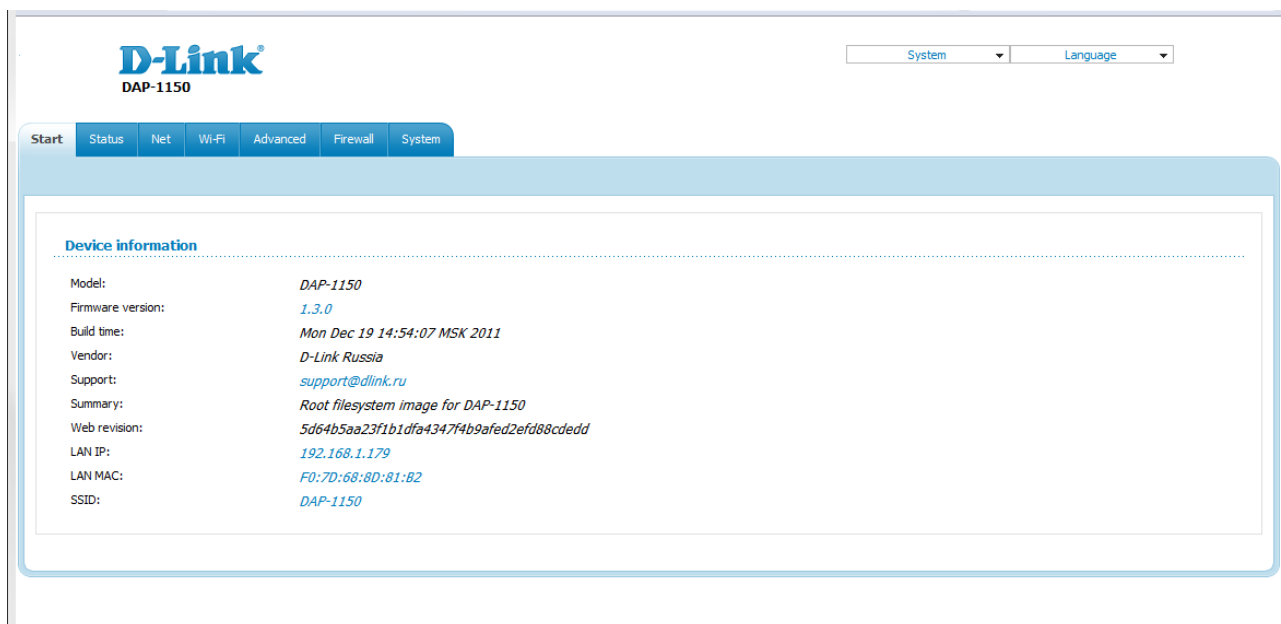 D-Link®
DAP-1150
System Language
Start Status Net Wi-Fi Advanced Firewall System
Device information
Model: DAP-1150
Firmware version: 1.3.0
Build time: Mon Dec 19 14:54:07 MSK 2011
Vendor: D-Link Russia
Support: support@dlink.ru
Summary: Root filesystem image for DAP-1150
Web revision: 5d64b5aa23f1b1dfa4347f4b9afed2efd88cdedd
LAN IP: 192.168.1.179
LAN MAC: F0:7D:68:8D:81:B2
SSID: DAP-1150